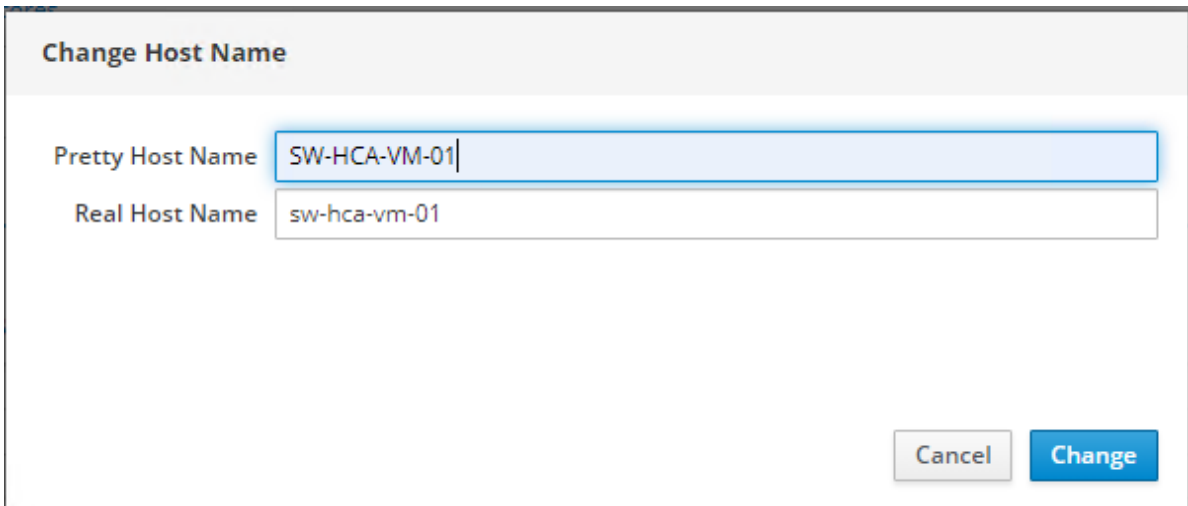 Change Host Name
Pretty Host Name SW-HCA-VM-01
Real Host Name sw-hca-vm-01
Cancel Change